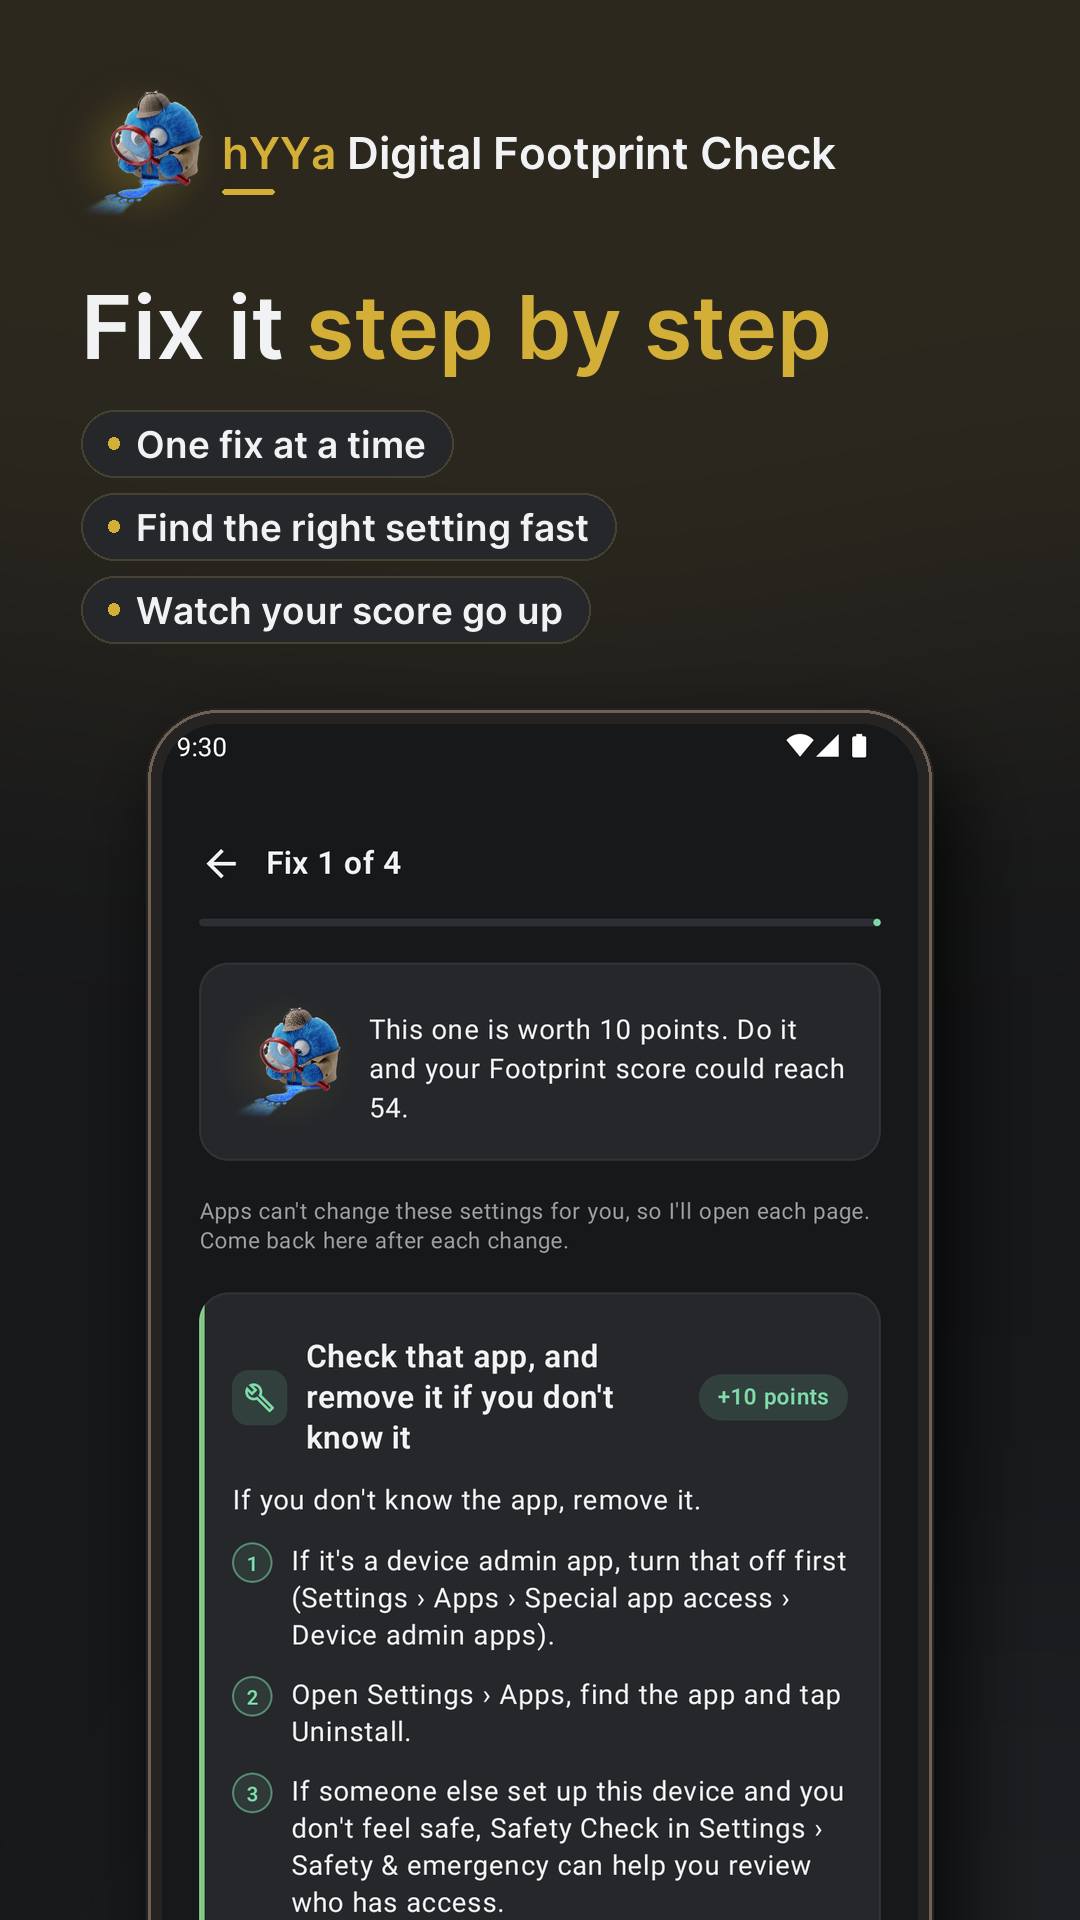 hYYa Digital Footprint Check
Fix it step by step
One fix at a time
Find the right setting fast
Watch your score go up
9:30
Fix 1 of 4
This one is worth 10 points. Do it
and your Footprint score could reach
54.
Apps can't change these settings for you, so I'll open each page.
Come back here after each change.
Check that app, and
remove it if you don't
know it
+10 points
If you don't know the app, remove it.
1 If it's a device admin app, turn that off first
(Settings › Apps › Special app access ›
Device admin apps).
2 Open Settings › Apps, find the app and tap
Uninstall.
3 If someone else set up this device and you
don't feel safe, Safety Check in Settings ›
Safety & emergency can help you review
who has access.